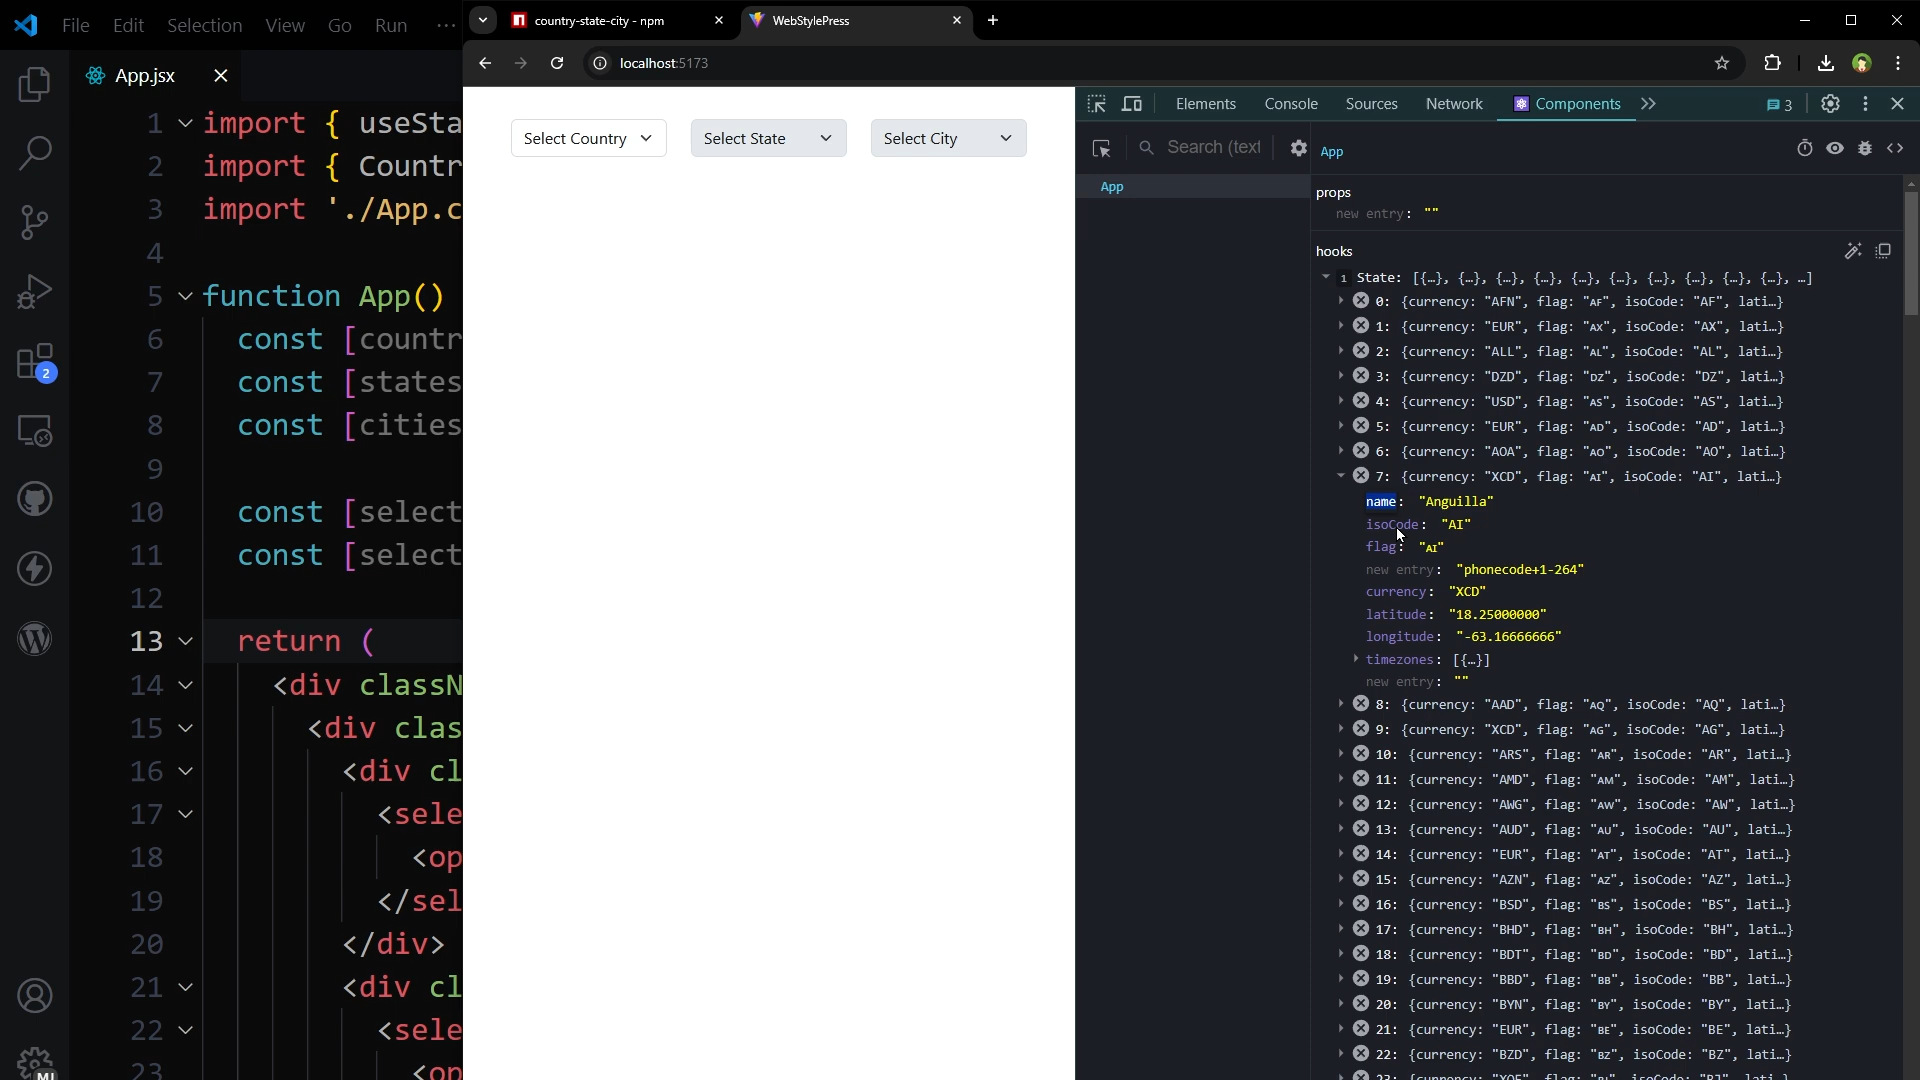 File Edit Selection View Go Run ...
App.jsx
1 import { useSta
2 import { Countr
3 import './App.c
4
5 function App()
6 const [countr
7 const [states
8 const [cities
9
10 const [select
11 const [select
12
13 return (
14 <div classN
15 <div clas
16 <div cl
17 <sele
18 <op
19 </sel
20 </div>
21 <div cl
22 <sele
23 <op
2
country-state-city - npm
WebStylePress
localhost:5173
Select Country
Select State
Select City
Elements Console Sources Network Components 3
Search (text
App
App
props
new entry: ""
hooks
1 State: [{…}, {…}, {…}, {…}, {…}, {…}, {…}, {…}, {…}, {…}, …]
0: {currency: "AFN", flag: "AF", isoCode: "AF", lati…}
1: {currency: "EUR", flag: "AX", isoCode: "AX", lati…}
2: {currency: "ALL", flag: "AL", isoCode: "AL", lati…}
3: {currency: "DZD", flag: "DZ", isoCode: "DZ", lati…}
4: {currency: "USD", flag: "AS", isoCode: "AS", lati…}
5: {currency: "EUR", flag: "AD", isoCode: "AD", lati…}
6: {currency: "AOA", flag: "AO", isoCode: "AO", lati…}
7: {currency: "XCD", flag: "AI", isoCode: "AI", lati…}
name: "Anguilla"
isoCode: "AI"
flag: "AI"
new entry: "phonecode+1-264"
currency: "XCD"
latitude: "18.25000000"
longitude: "-63.16666666"
timezones: [{…}]
new entry: ""
8: {currency: "AAD", flag: "AQ", isoCode: "AQ", lati…}
9: {currency: "XCD", flag: "AG", isoCode: "AG", lati…}
10: {currency: "ARS", flag: "AR", isoCode: "AR", lati…}
11: {currency: "AMD", flag: "AM", isoCode: "AM", lati…}
12: {currency: "AWG", flag: "AW", isoCode: "AW", lati…}
13: {currency: "AUD", flag: "AU", isoCode: "AU", lati…}
14: {currency: "EUR", flag: "AT", isoCode: "AT", lati…}
15: {currency: "AZN", flag: "AZ", isoCode: "AZ", lati…}
16: {currency: "BSD", flag: "BS", isoCode: "BS", lati…}
17: {currency: "BHD", flag: "BH", isoCode: "BH", lati…}
18: {currency: "BDT", flag: "BD", isoCode: "BD", lati…}
19: {currency: "BBD", flag: "BB", isoCode: "BB", lati…}
20: {currency: "BYN", flag: "BY", isoCode: "BY", lati…}
21: {currency: "EUR", flag: "BE", isoCode: "BE", lati…}
22: {currency: "BZD", flag: "BZ", isoCode: "BZ", lati…}
23: {currency: "XOF", flag: "BJ", isoCode: "BJ", lati…}